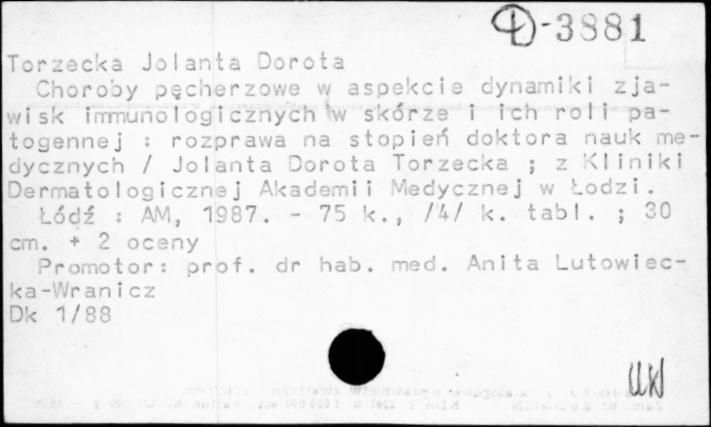 -3881
Torzecka Jolanta Dorota
Choroby pęcherzowe w aspekcie dynamiki zja-
wisk immunologicznych w skórze i ich roli pa-
togennej : rozprawa na stopień doktora nauk me-
dycznych / Jolanta Dorota Torzecka ; z Kliniki
Dermatologicznej Akademii Medycznej w Łodzi.
Łódź : AM, 1987. - 75 k., /4/ k. tabl. ; 30
cm. + 2 oceny
Promotor: prof. dr hab. med. Anita Lutowiec-
ka-Wranicz
Dk 1/88